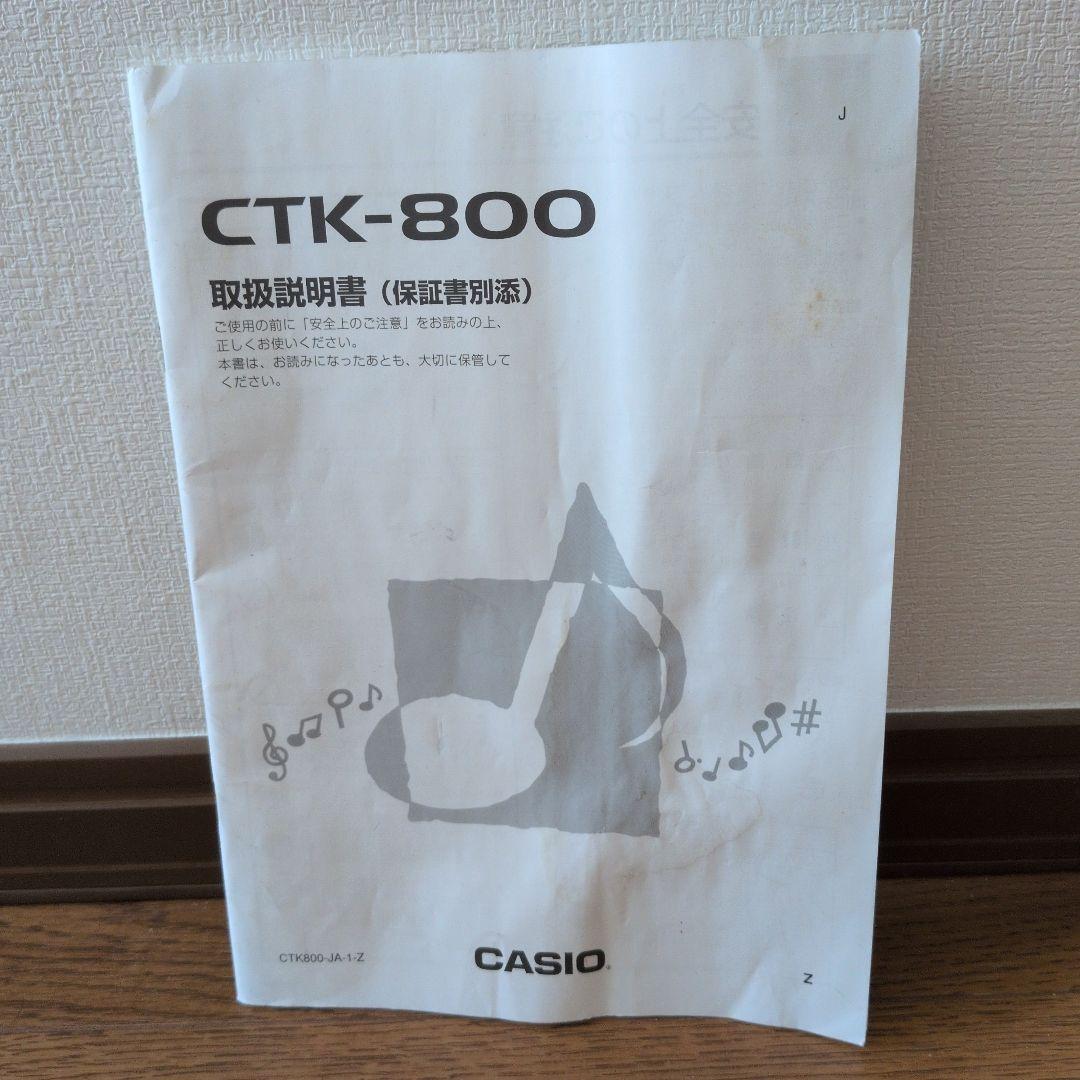 J
CTK-800
取扱説明書（保証書別添）
ご使用の前に「安全上のご注意」をお読みの上、
正しくお使いください。
本書は、お読みになったあとも、大切に保管して
ください。
CTK800-JA-1-Z
CASIO
Z